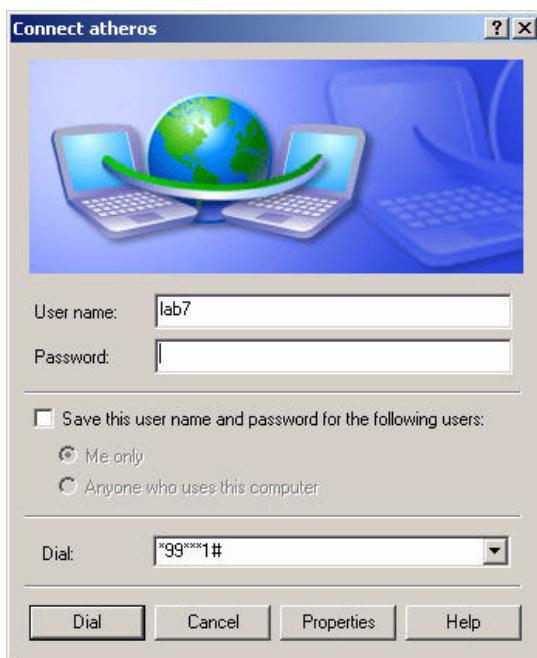 Connect atheros
User name: lab7
Password:
Save this user name and password for the following users:
Me only
Anyone who uses this computer
Dial: *99***1#
Dial Cancel Properties Help